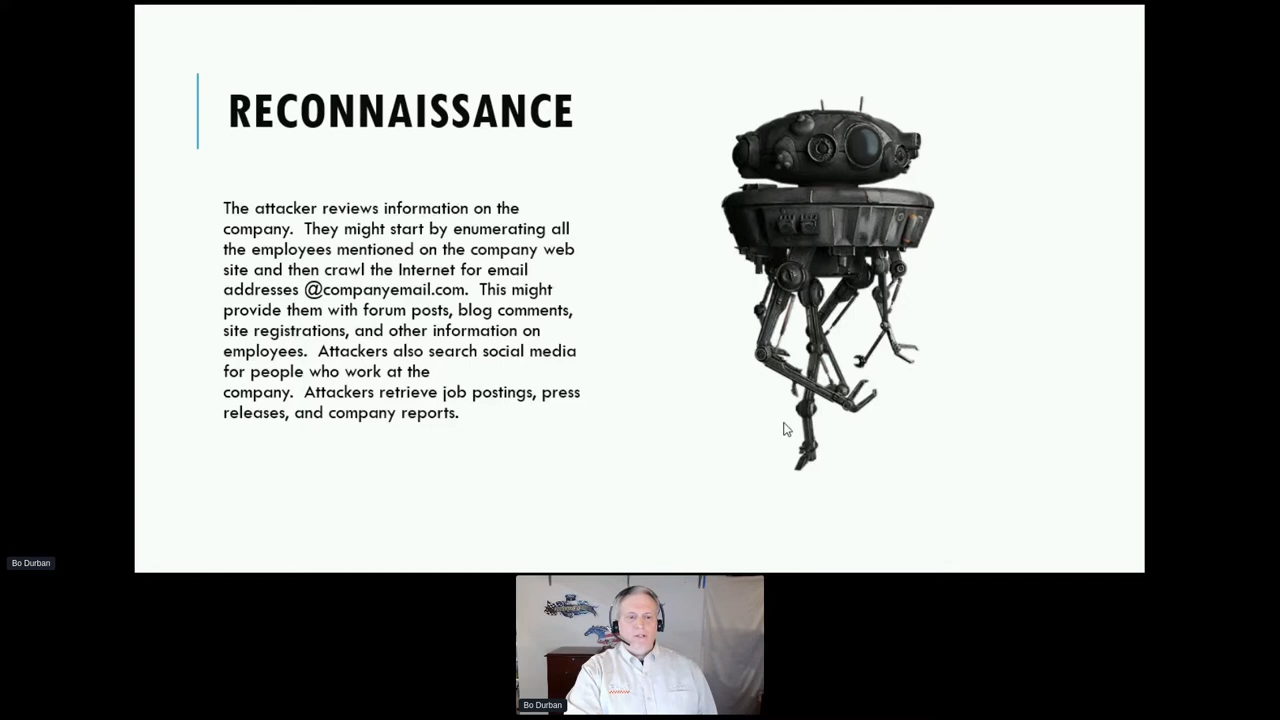 RECONNAISSANCE
The attacker reviews information on the
company.  They might start by enumerating all
the employees mentioned on the company web
site and then crawl the Internet for email
addresses @companyemail.com.  This might
provide them with forum posts, blog comments,
site registrations, and other information on
employees.  Attackers also search social media
for people who work at the
company.  Attackers retrieve job postings, press
releases, and company reports.
Bo Durban
Bo Durban